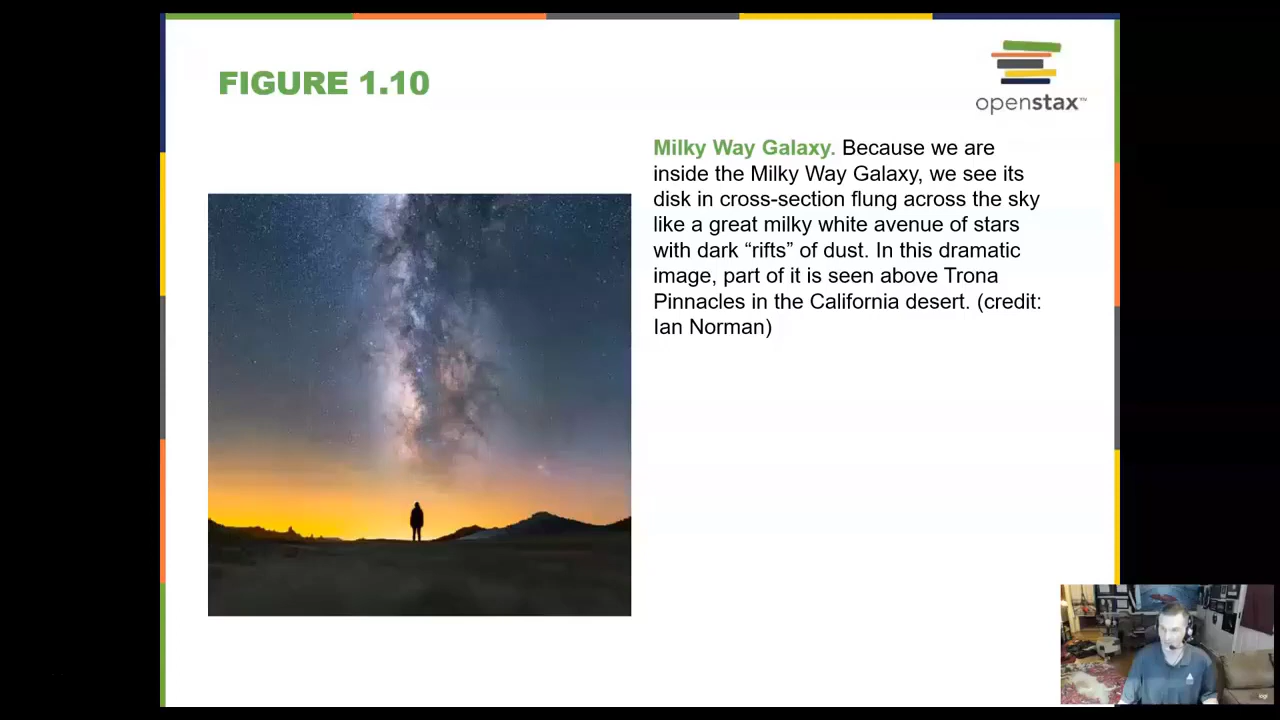 FIGURE 1.10
openstax™
Milky Way Galaxy. Because we are
inside the Milky Way Galaxy, we see its
disk in cross-section flung across the sky
like a great milky white avenue of stars
with dark “rifts” of dust. In this dramatic
image, part of it is seen above Trona
Pinnacles in the California desert. (credit:
Ian Norman)